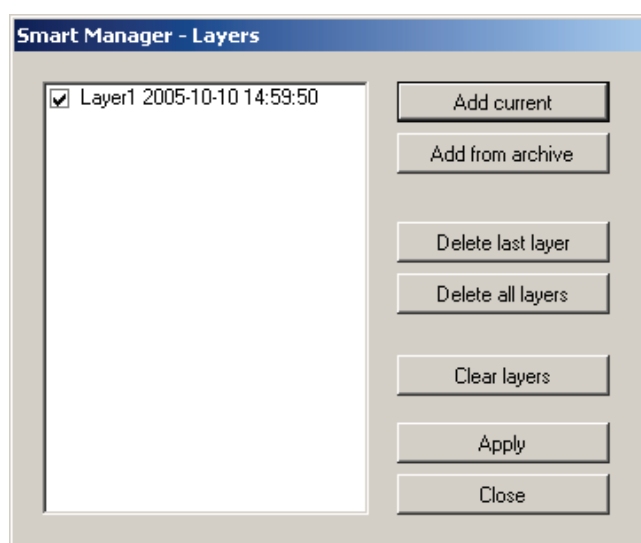 Smart Manager - Layers
Layer1 2005-10-10 14:59:50
Add current
Add from archive
Delete last layer
Delete all layers
Clear layers
Apply
Close